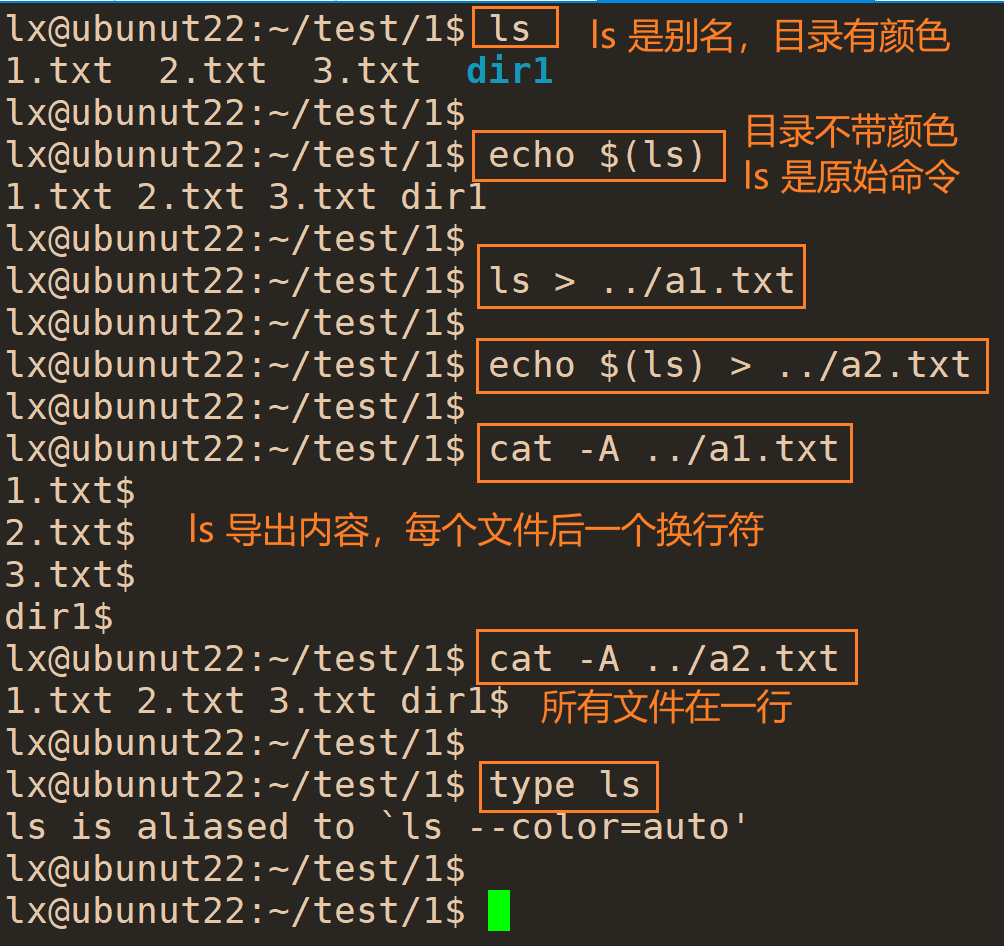 lx@ubunut22:~/test/1$ ls
ls 是别名，目录有颜色
1.txt  2.txt  3.txt  dir1
lx@ubunut22:~/test/1$
目录不带颜色
lx@ubunut22:~/test/1$ echo $(ls)
ls 是原始命令
1.txt 2.txt 3.txt dir1
lx@ubunut22:~/test/1$
lx@ubunut22:~/test/1$ ls > ../a1.txt
lx@ubunut22:~/test/1$
lx@ubunut22:~/test/1$ echo $(ls) > ../a2.txt
lx@ubunut22:~/test/1$
lx@ubunut22:~/test/1$ cat -A ../a1.txt
1.txt$
2.txt$
ls 导出内容，每个文件后一个换行符
3.txt$
dir1$
lx@ubunut22:~/test/1$ cat -A ../a2.txt
1.txt 2.txt 3.txt dir1$
所有文件在一行
lx@ubunut22:~/test/1$
lx@ubunut22:~/test/1$ type ls
ls is aliased to `ls --color=auto'
lx@ubunut22:~/test/1$
lx@ubunut22:~/test/1$